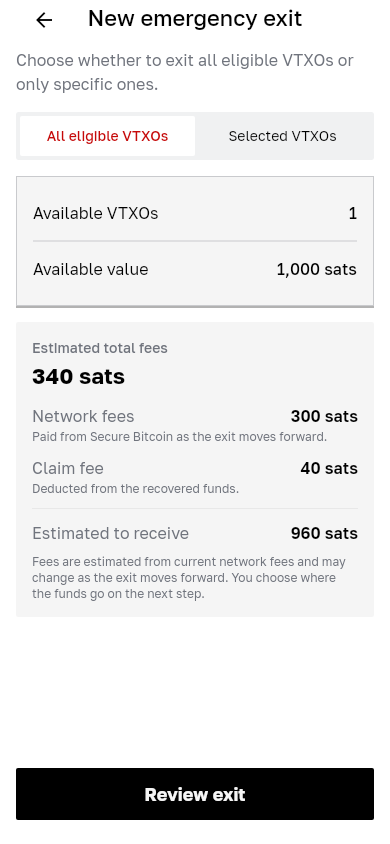 New emergency exit
Choose whether to exit all eligible VTXOs or
only specific ones.
All eligible VTXOs
Selected VTXOs
Available VTXOs 1
Available value 1,000 sats
Estimated total fees
340 sats
Network fees 300 sats
Paid from Secure Bitcoin as the exit moves forward.
Claim fee 40 sats
Deducted from the recovered funds.
Estimated to receive 960 sats
Fees are estimated from current network fees and may
change as the exit moves forward. You choose where
the funds go on the next step.
Review exit